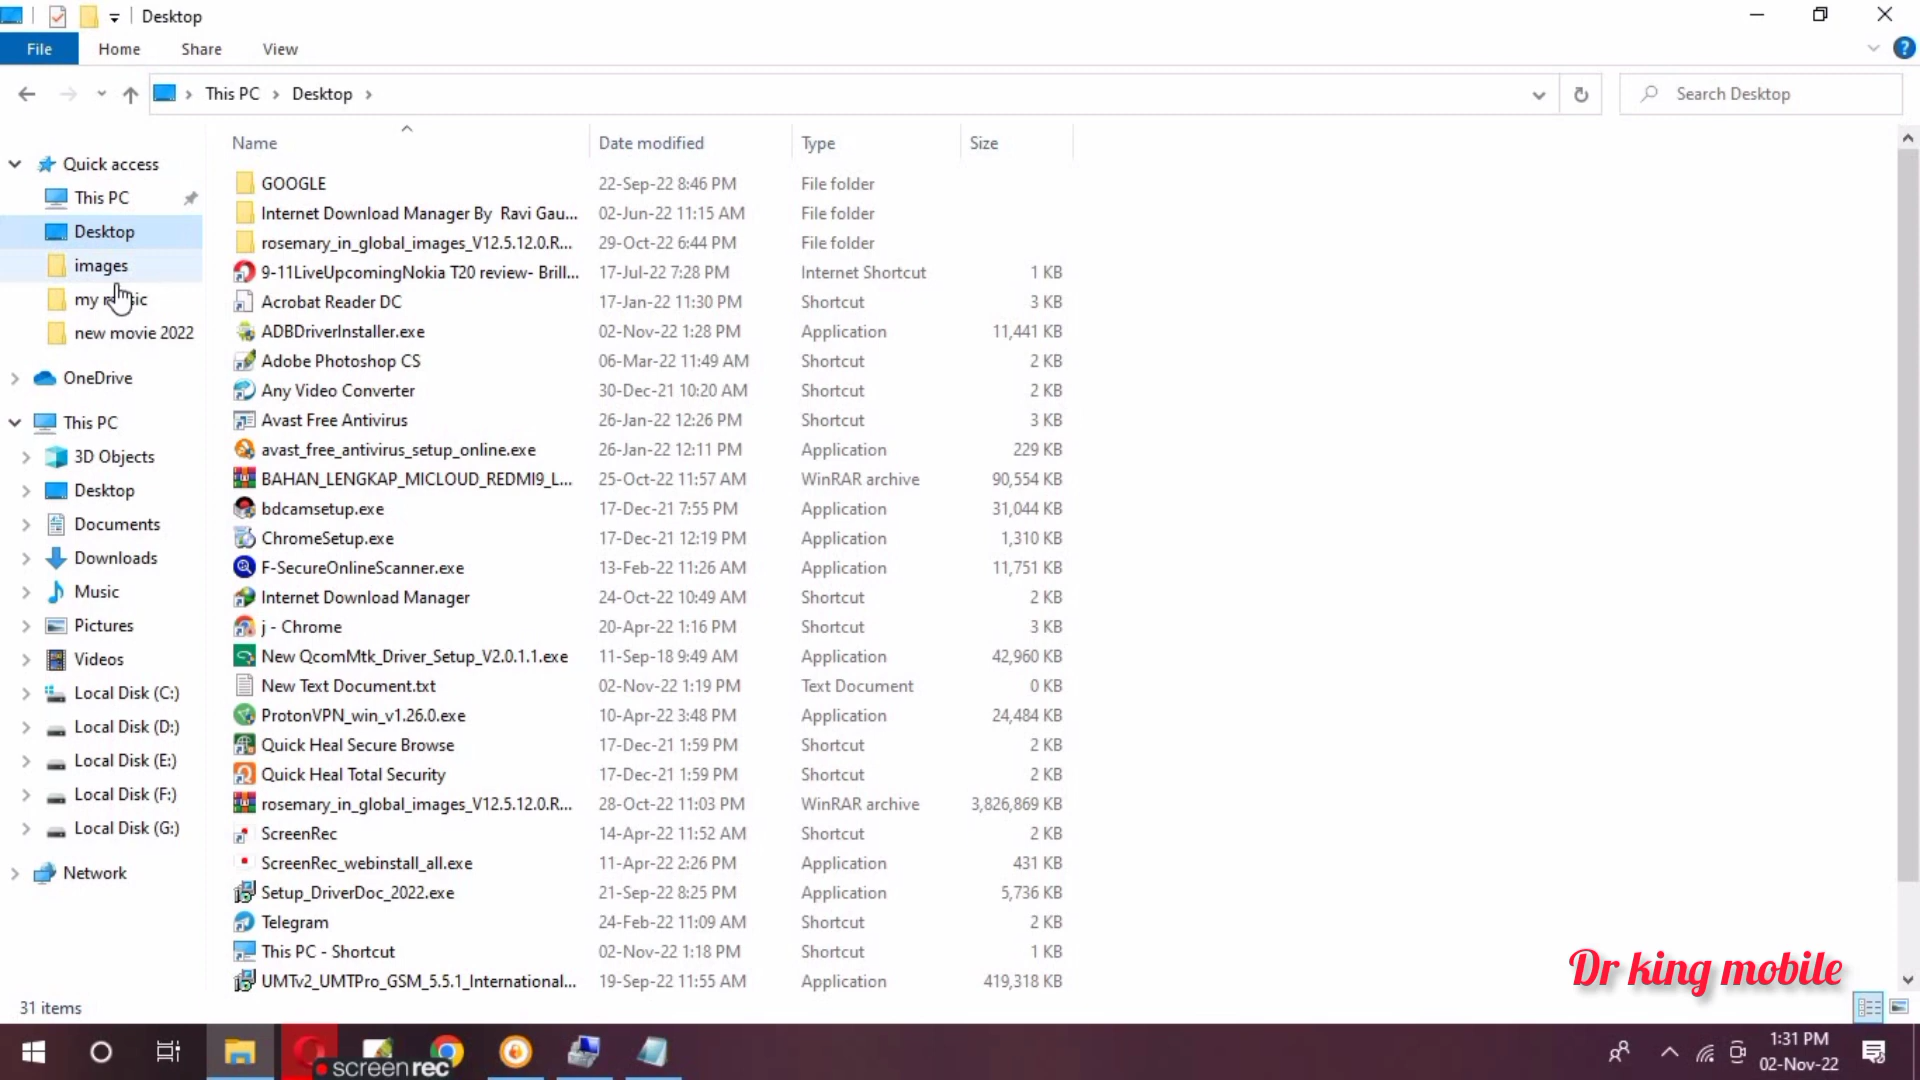 Desktop
File Home Share View
This PC Desktop Search Desktop
Name Date modified Type Size
Quick access
This PC
Desktop
images
new movie 2022
OneDrive
This PC
3D Objects
Desktop
Documents
Downloads
Music
Pictures
Videos
Local Disk (C:)
Local Disk (D:)
Local Disk (E:)
Local Disk (F:)
Local Disk (G:)
Network
GOOGLE 22-Sep-22 8:46 PM File folder
Internet Download Manager By Ravi Gau... 02-Jun-22 11:15 AM File folder
rosemary_in_global_images_V12.5.12.0.R... 29-Oct-22 6:44 PM File folder
9-11LiveUpcomingNokia T20 review- Brill... 17-Jul-22 7:28 PM Internet Shortcut 1 KB
Acrobat Reader DC 17-Jan-22 11:30 PM Shortcut 3 KB
ADBDriverInstaller.exe 02-Nov-22 1:28 PM Application 11,441 KB
Adobe Photoshop CS 06-Mar-22 11:49 AM Shortcut 2 KB
Any Video Converter 30-Dec-21 10:20 AM Shortcut 2 KB
Avast Free Antivirus 26-Jan-22 12:26 PM Shortcut 3 KB
avast_free_antivirus_setup_online.exe 26-Jan-22 12:11 PM Application 229 KB
BAHAN_LENGKAP_MICLOUD_REDMI9_L... 25-Oct-22 11:57 AM WinRAR archive 90,554 KB
bdcamsetup.exe 17-Dec-21 7:55 PM Application 31,044 KB
ChromeSetup.exe 17-Dec-21 12:19 PM Application 1,310 KB
F-SecureOnlineScanner.exe 13-Feb-22 11:26 AM Application 11,751 KB
Internet Download Manager 24-Oct-22 10:49 AM Shortcut 2 KB
j - Chrome 20-Apr-22 1:16 PM Shortcut 3 KB
New QcomMtk_Driver_Setup_V2.0.1.1.exe 11-Sep-18 9:49 AM Application 42,960 KB
New Text Document.txt 02-Nov-22 1:19 PM Text Document 0 KB
ProtonVPN_win_v1.26.0.exe 10-Apr-22 3:48 PM Application 24,484 KB
Quick Heal Secure Browse 17-Dec-21 1:59 PM Shortcut 2 KB
Quick Heal Total Security 17-Dec-21 1:59 PM Shortcut 2 KB
rosemary_in_global_images_V12.5.12.0.R... 28-Oct-22 11:03 PM WinRAR archive 3,826,869 KB
ScreenRec 14-Apr-22 11:52 AM Shortcut 2 KB
ScreenRec_webinstall_all.exe 11-Apr-22 2:26 PM Application 431 KB
Setup_DriverDoc_2022.exe 21-Sep-22 8:25 PM Application 5,736 KB
Telegram 24-Feb-22 11:09 AM Shortcut 2 KB
This PC - Shortcut 02-Nov-22 1:18 PM Shortcut 1 KB
UMTv2_UMTPro_GSM_5.5.1_International... 19-Sep-22 11:55 AM Application 419,318 KB
Dr king mobile
31 items
screenrec
1:31 PM
02-Nov-22